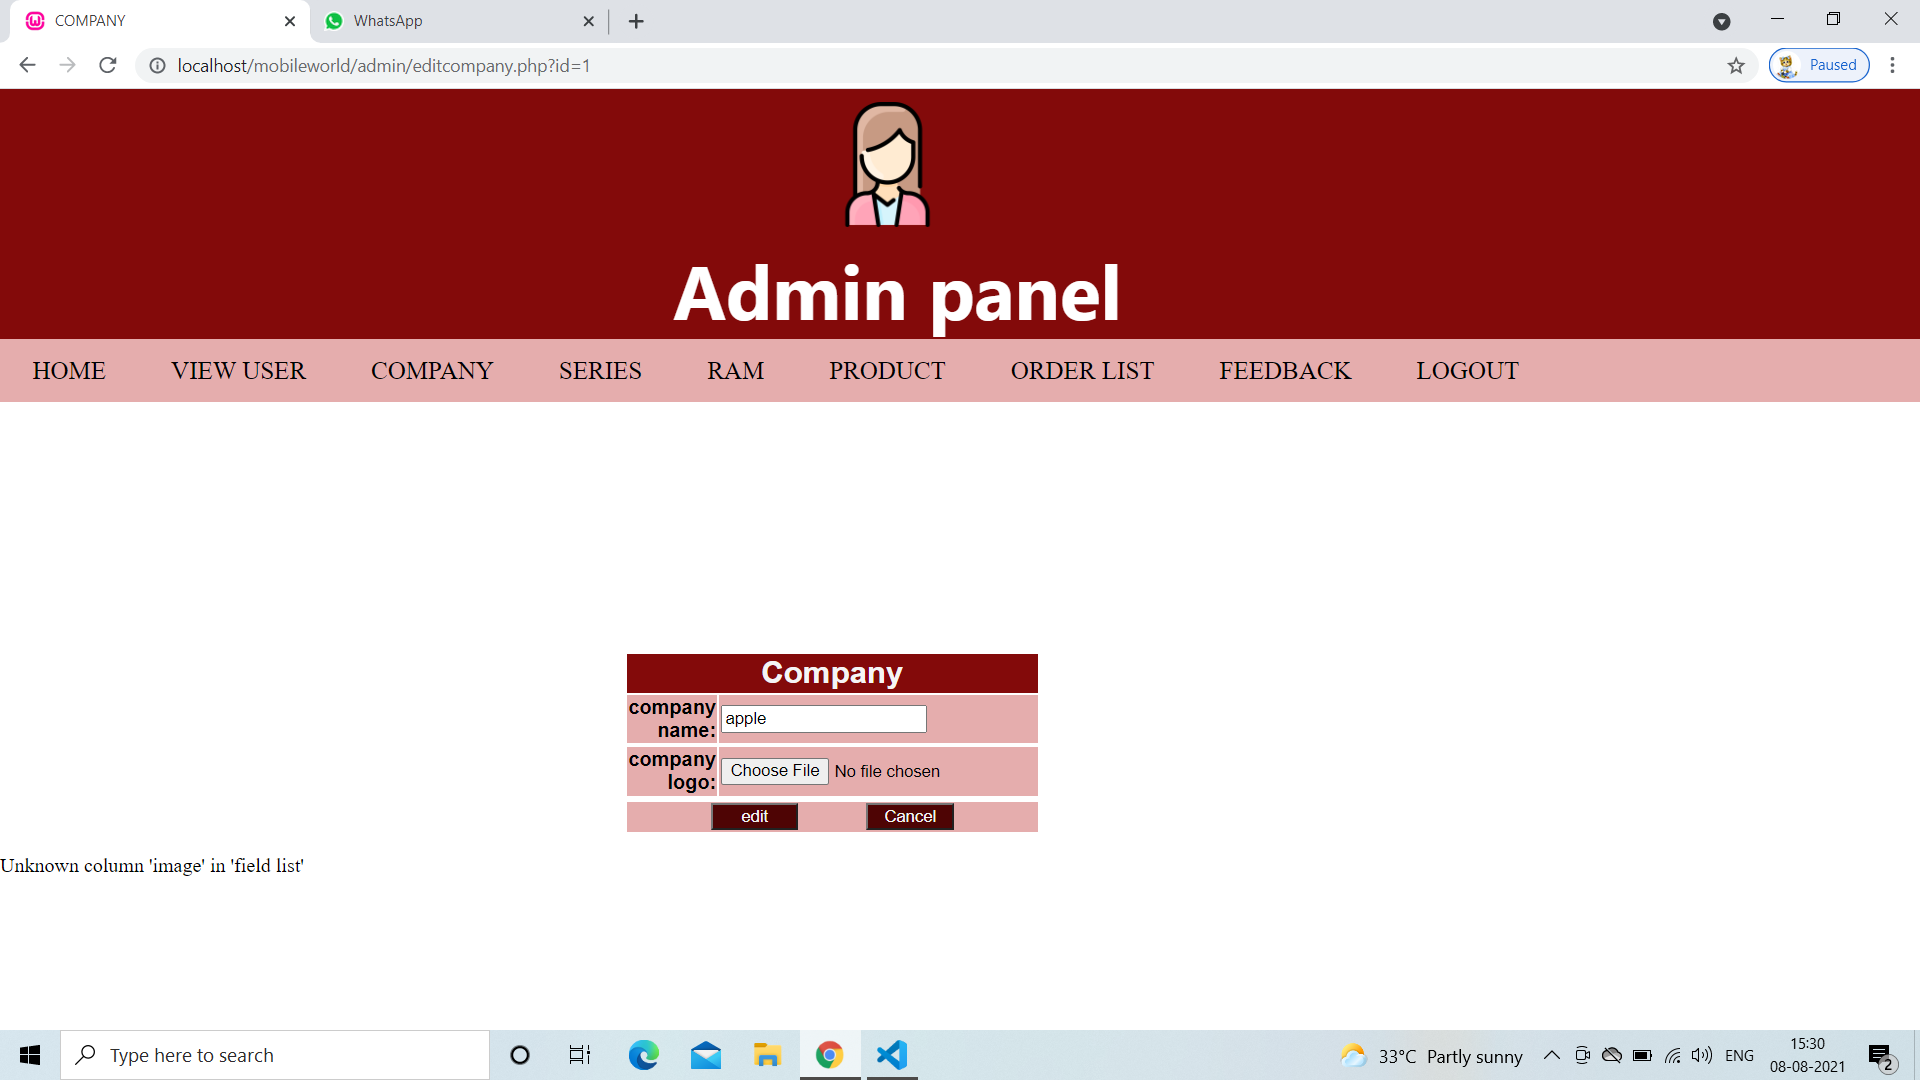 COMPANY
WhatsApp
localhost/mobileworld/admin/editcompany.php?id=1
Paused
Admin panel
HOME VIEW USER COMPANY SERIES RAM PRODUCT ORDER LIST FEEDBACK LOGOUT
Company
company
name:
apple
company
logo:
Choose File No file chosen
edit Cancel
Unknown column 'image' in 'field list'
Type here to search
33°C Partly sunny
ENG
15:30
08-08-2021
2